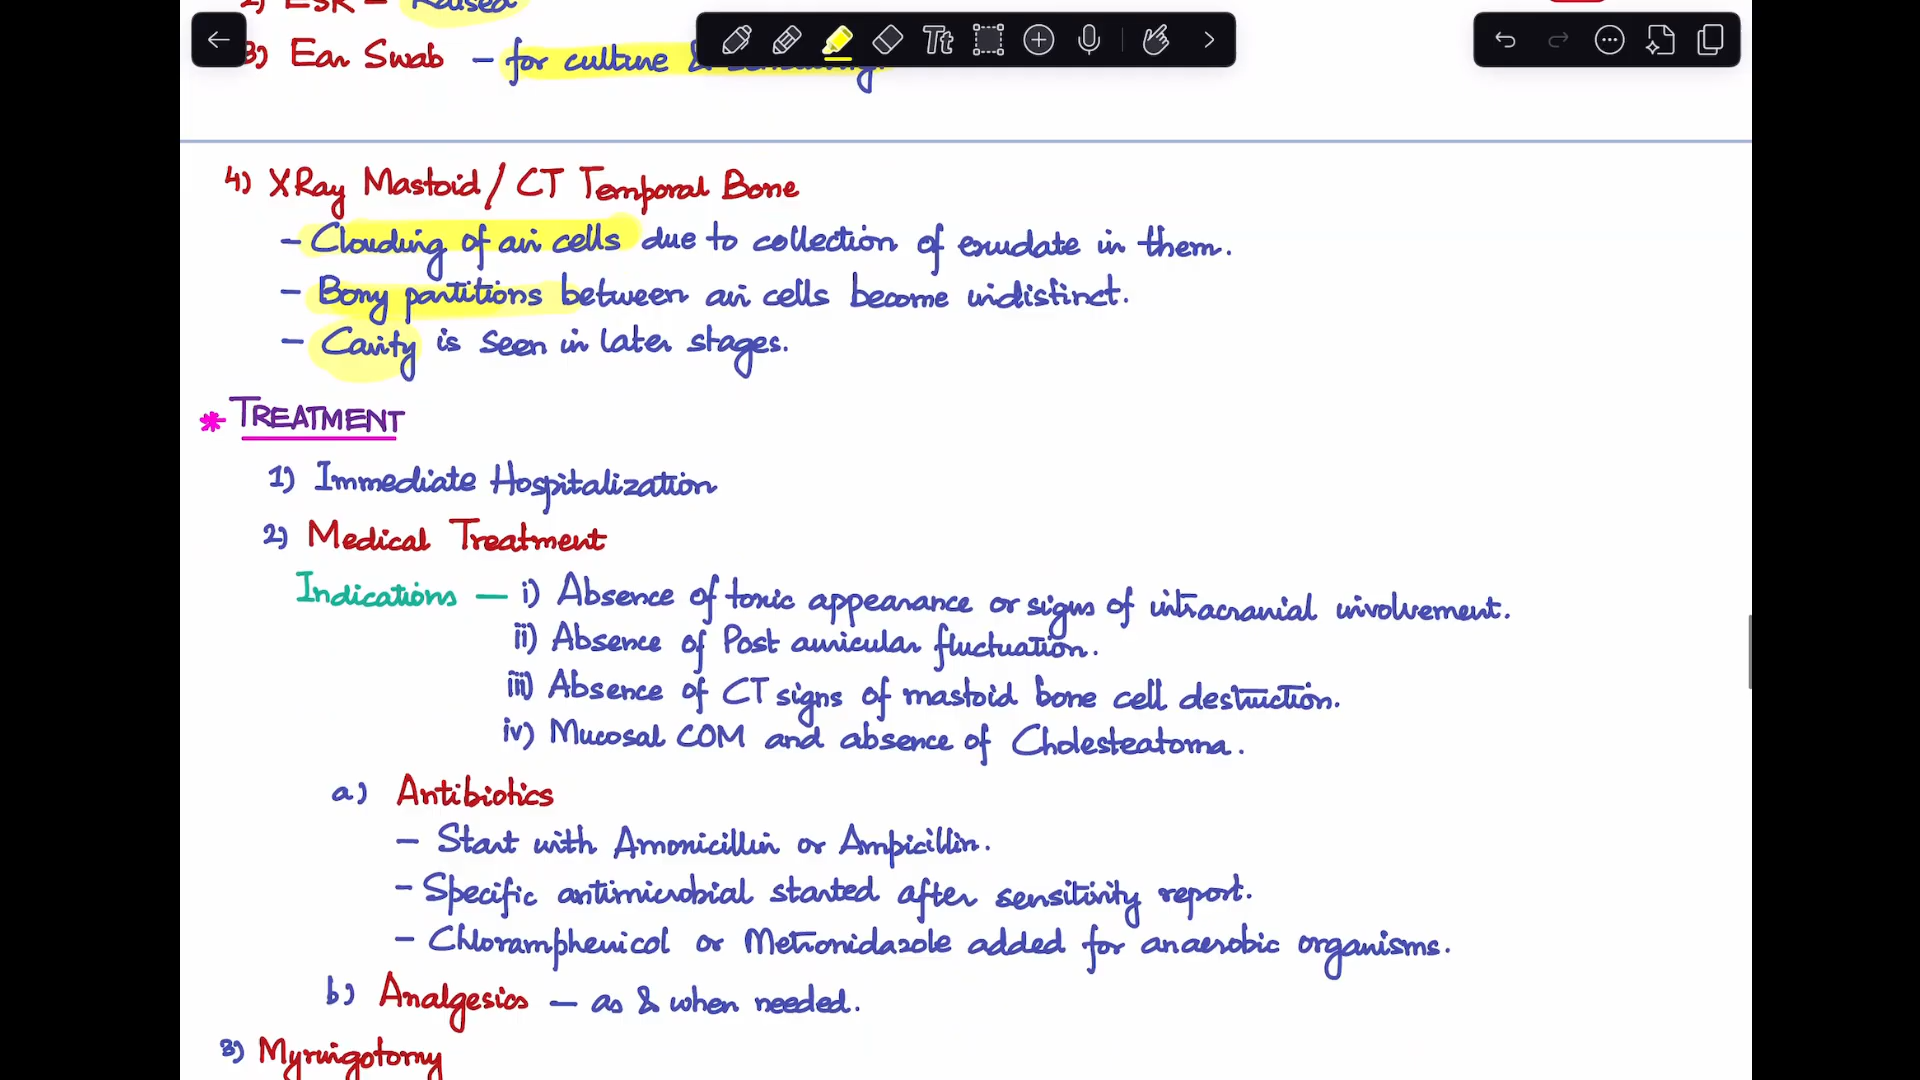 2) ESR – Raised
3) Ear Swab – for culture &
Tt
4) XRay Mastoid / CT Temporal Bone
– Clouding of air cells due to collection of exudate in them.
– Bony partitions between air cells become indistinct.
– Cavity is seen in later stages.
* TREATMENT
1) Immediate Hospitalization
2) Medical Treatment
Indications — i) Absence of toxic appearance or signs of intracranial involvement.
ii) Absence of Post auricular fluctuation.
iii) Absence of CT signs of mastoid bone cell destruction.
iv) Mucosal COM and absence of Cholesteatoma.
a) Antibiotics
– Start with Amoxicillin or Ampicillin.
– Specific antimicrobial started after sensitivity report.
– Chloramphenicol or Metronidazole added for anaerobic organisms.
b) Analgesics – as & when needed.
3) Myringotomy